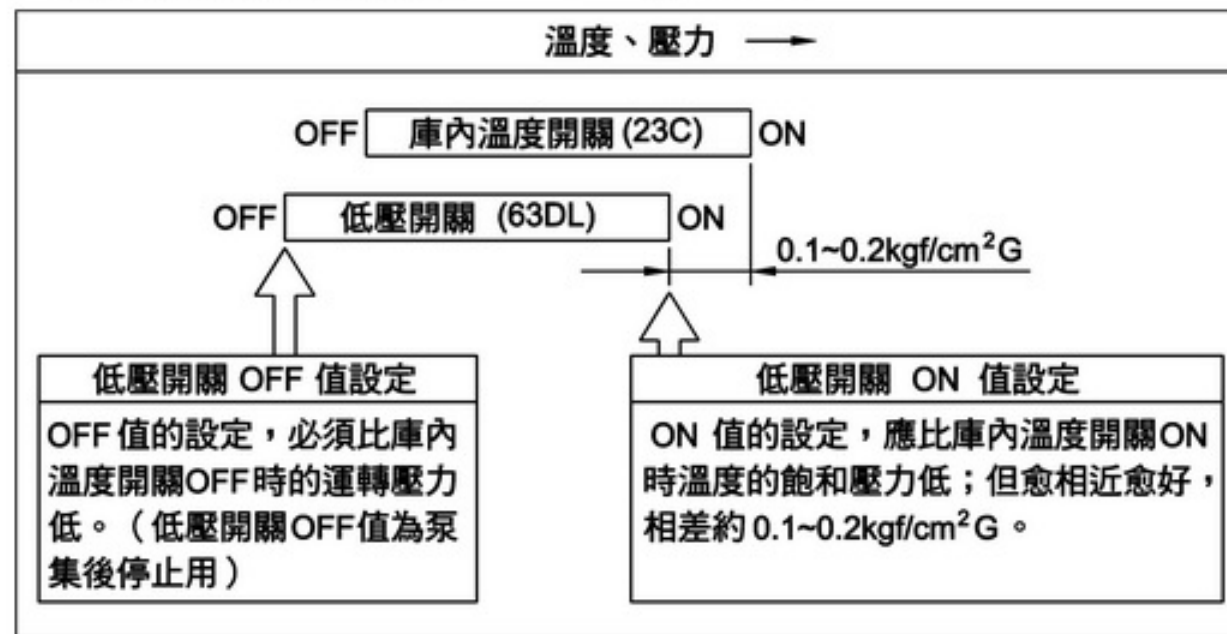 溫度、壓力
OFF 庫內溫度開關(23C) ON
OFF 低壓開關 (63DL) ON
0.1~0.2kgf/cm²G
低壓開關 OFF 值設定
OFF值的設定，必須比庫內
溫度開關OFF時的運轉壓力
低。（低壓開關OFF值為泵
集後停止用）
低壓開關 ON 值設定
ON 值的設定，應比庫內溫度開關ON
時溫度的飽和壓力低；但愈相近愈好，
相差約0.1~0.2kgf/cm²G。